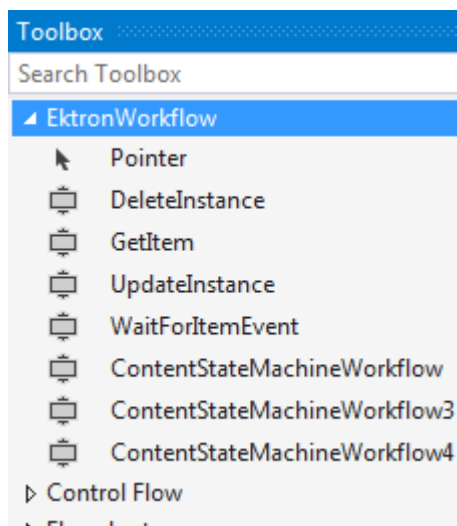 Toolbox
Search Toolbox
EktronWorkflow
Pointer
DeleteInstance
GetItem
UpdateInstance
WaitForItemEvent
ContentStateMachineWorkflow
ContentStateMachineWorkflow3
ContentStateMachineWorkflow4
Control Flow